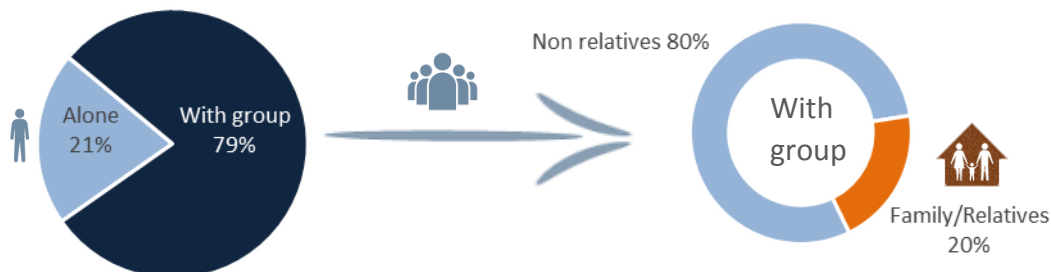 Alone
21%
With group
79%
Non relatives 80%
With
group
Family/Relatives
20%